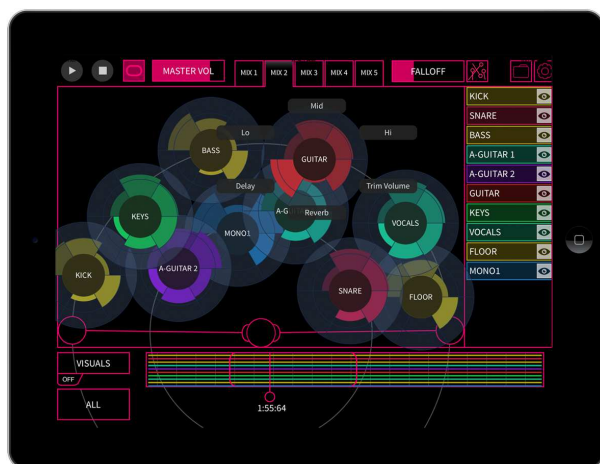 MASTER VOL
MIX 1
MIX 2
MIX 3
MIX 4
MIX 5
FALLOFF
KICK
SNARE
BASS
A-GUITAR 1
A-GUITAR 2
GUITAR
KEYS
VOCALS
FLOOR
MONO1
Mid
Lo
Hi
BASS
GUITAR
Delay
Trim Volume
Reverb
A-G
KEYS
MONO1
VOCALS
A-GUITAR 2
KICK
SNARE
FLOOR
VISUALS
OFF
ALL
1:55:64